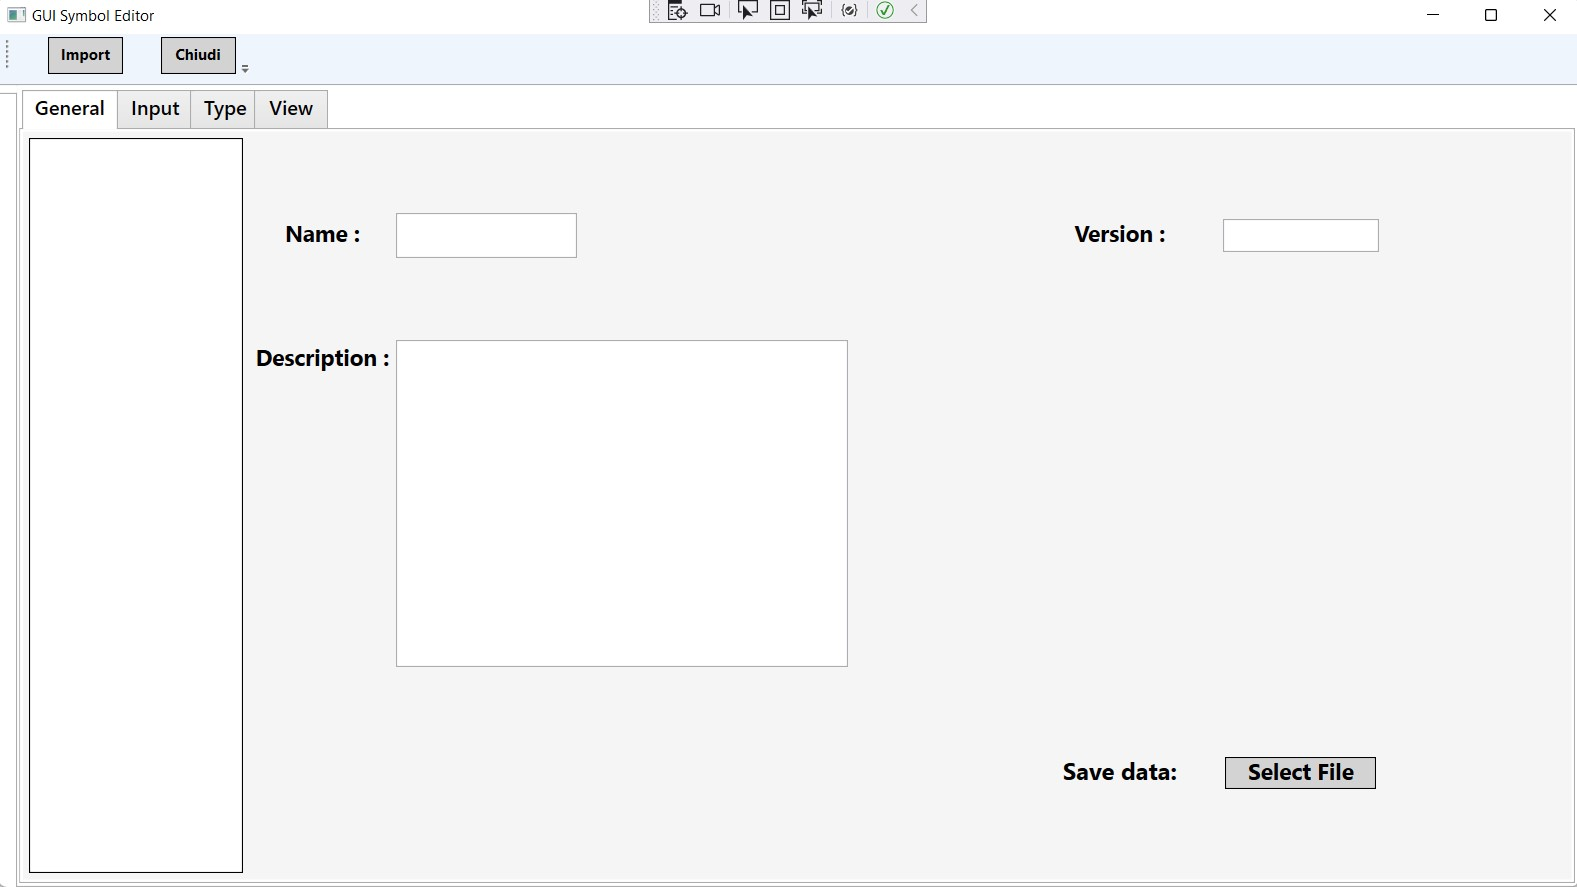 GUI Symbol Editor
Import
Chiudi
General
Input
Type
View
Name :
Version :
Description :
Save data:
Select File